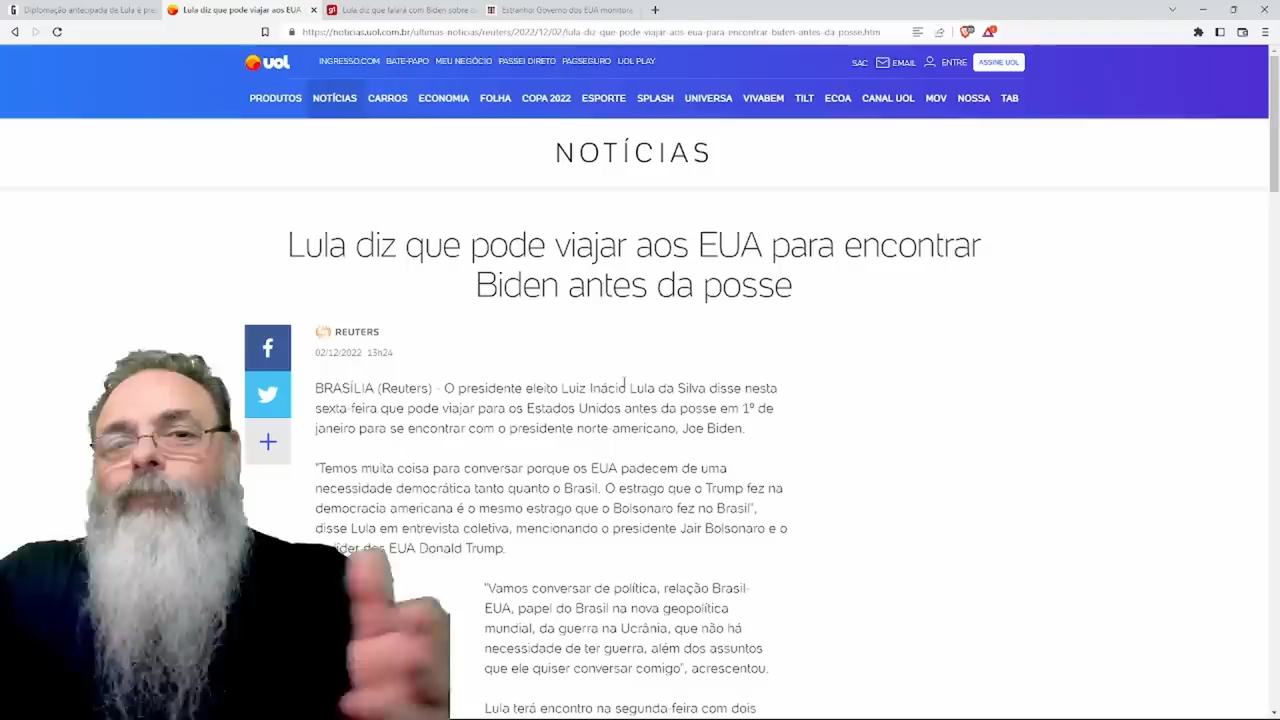 Diplomação antecipada de Lula é pre
Lula diz que pode viajar aos EUA
Lula diz que falará com Biden sobre
Estranho: Governo dos EUA monitora
https://noticias.uol.com.br/ultimas-noticias/reuters/2022/12/02/lula-diz-que-pode-viajar-aos-eua-para-encontrar-biden-antes-da-posse.htm
UOL
INGRESSO.COM BATE-PAPO MEU NEGÓCIO PASSEI DIRETO PAGSEGURO UOL PLAY
SAC EMAIL ENTRE ASSINE UOL
PRODUTOS NOTÍCIAS CARROS ECONOMIA FOLHA COPA 2022 ESPORTE SPLASH UNIVERSA VIVABEM TILT ECOA CANAL UOL MOV NOSSA TAB
NOTÍCIAS
Lula diz que pode viajar aos EUA para encontrar
Biden antes da posse
REUTERS
02/12/2022 13h24
BRASÍLIA (Reuters) - O presidente eleito Luiz Inácio Lula da Silva disse nesta
sexta-feira que pode viajar para os Estados Unidos antes da posse em 1º de
janeiro para se encontrar com o presidente norte-americano, Joe Biden.
"Temos muita coisa para conversar porque os EUA padecem de uma
necessidade democrática tanto quanto o Brasil. O estrago que o Trump fez na
democracia americana é o mesmo estrago que o Bolsonaro fez no Brasil",
disse Lula em entrevista coletiva, mencionando o presidente Jair Bolsonaro e o
líder dos EUA Donald Trump.
"Vamos conversar de política, relação Brasil-
EUA, papel do Brasil na nova geopolítica
mundial, da guerra na Ucrânia, que não há
necessidade de ter guerra, além dos assuntos
que ele quiser conversar comigo", acrescentou.
Lula terá encontro na segunda-feira com dois